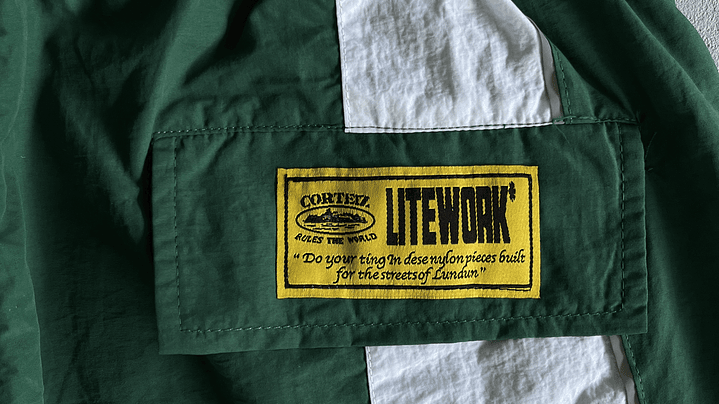 CORTEIZ
RULES THE WORLD
LITEWORK*
"Do your ting In dese nylon pieces built
for the streets of Lundun"